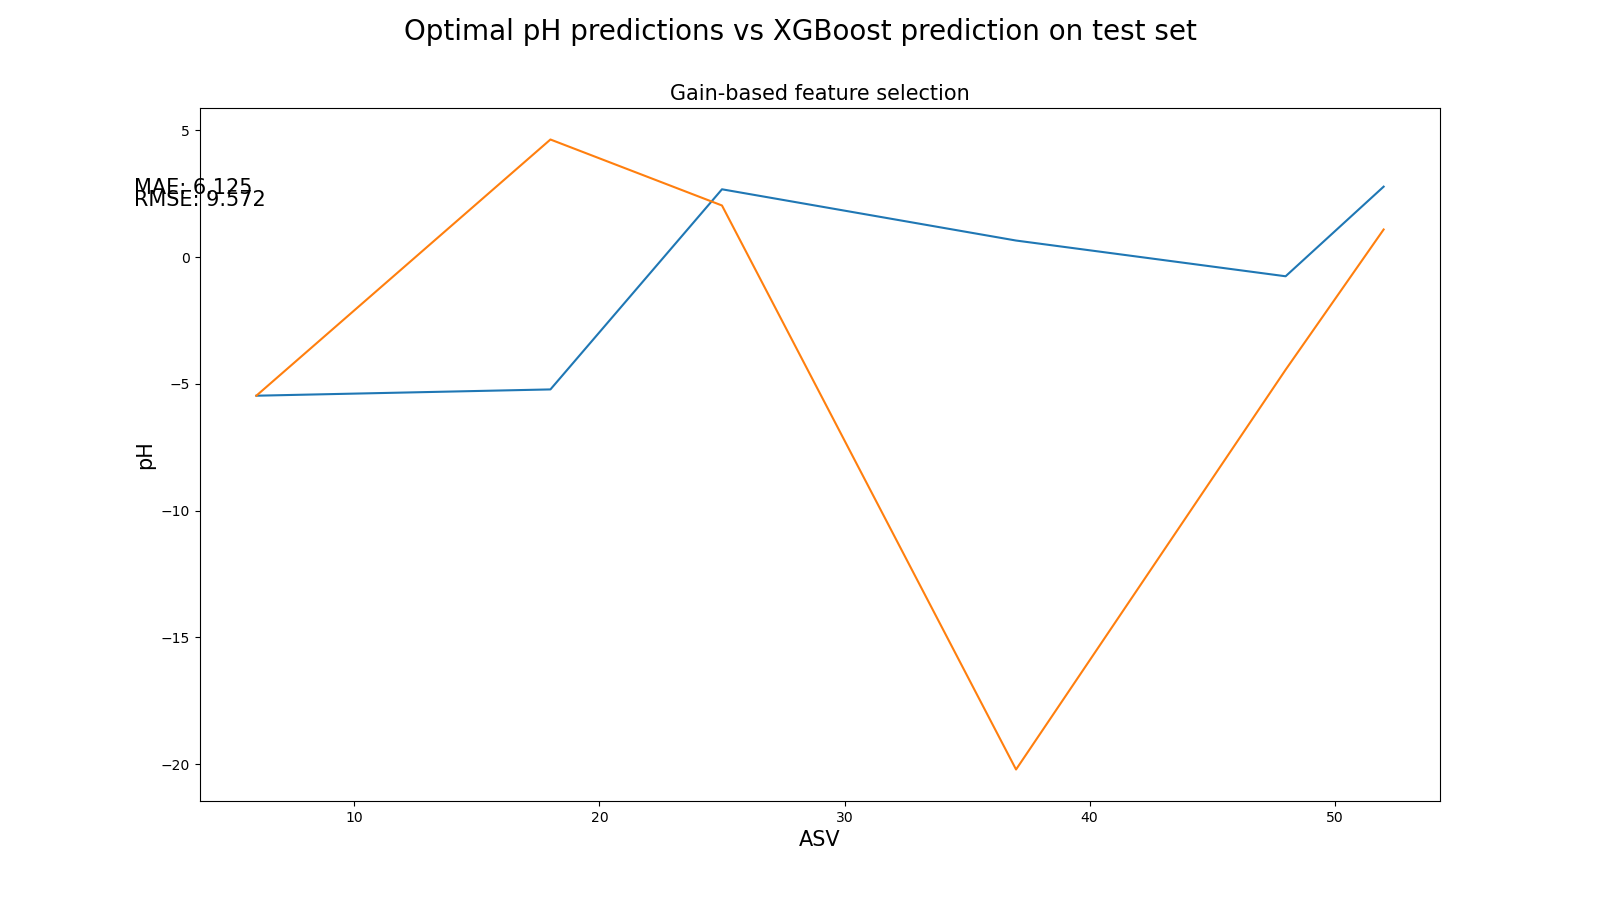 Optimal pH predictions vs XGBoost prediction on test set
Gain-based feature selection
MAE: 6.125
RMSE: 9.572
5
0
−5
−10
−15
−20
pH
10 20 30 40 50
ASV